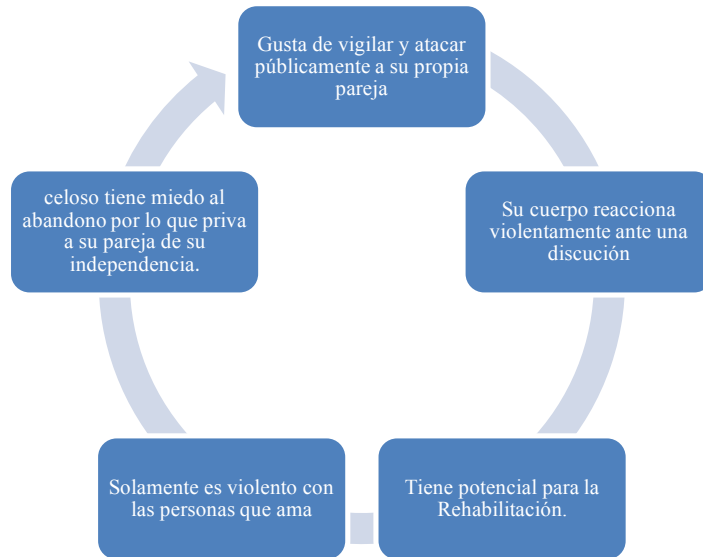 Gusta de vigilar y atacar
públicamente a su propia
pareja
Su cuerpo reacciona
violentamente ante una
discución
Tiene potencial para la
Rehabilitación.
Solamente es violento con
las personas que ama
celoso tiene miedo al
abandono por lo que priva
a su pareja de su
independencia.